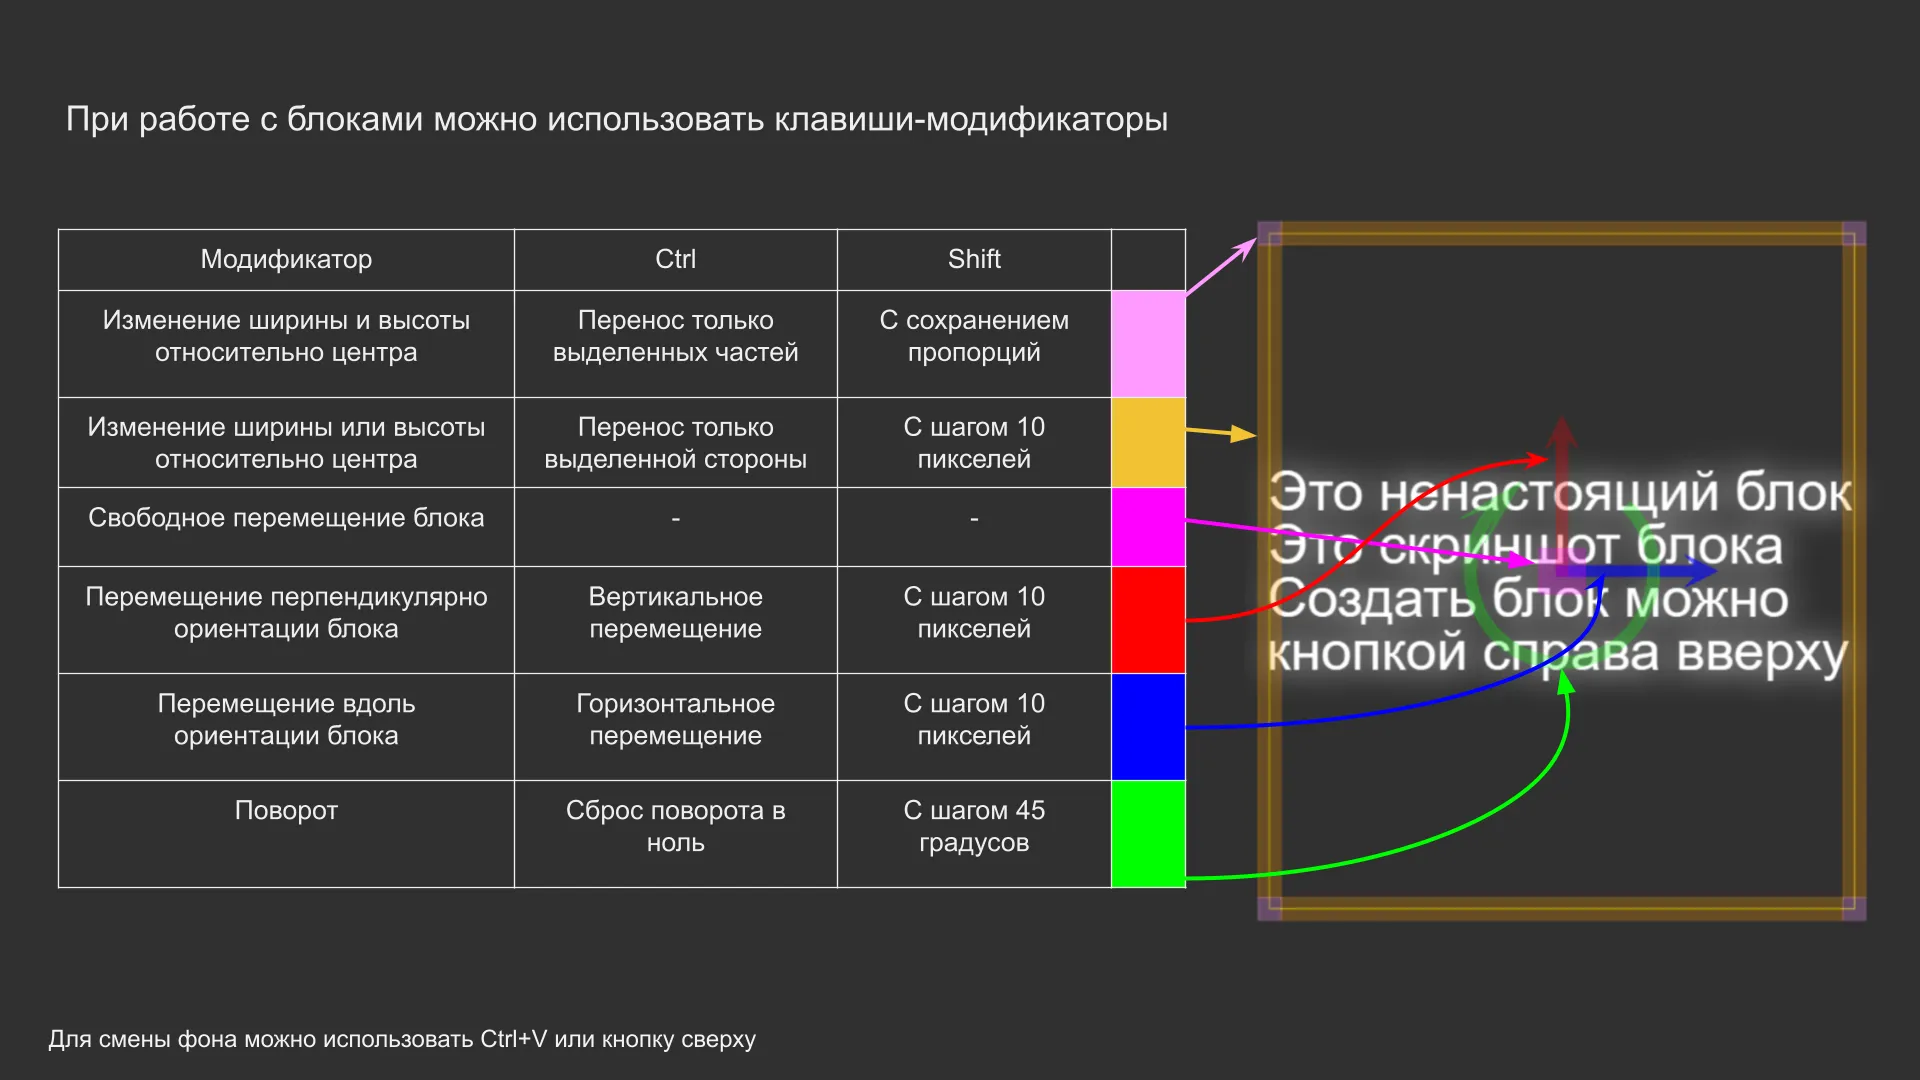 При работе с блоками можно использовать клавиши-модификаторы
Модификатор Ctrl Shift
Изменение ширины и высоты
относительно центра
Перенос только
выделенных частей
С сохранением
пропорций
Изменение ширины или высоты
относительно центра
Перенос только
выделенной стороны
С шагом 10
пикселей
Свободное перемещение блока - -
Перемещение перпендикулярно
ориентации блока
Вертикальное
перемещение
С шагом 10
пикселей
Перемещение вдоль
ориентации блока
Горизонтальное
перемещение
С шагом 10
пикселей
Поворот
Сброс поворота в
ноль
С шагом 45
градусов
Это ненастоящий блок
Это скриншот блока
Создать блок можно
кнопкой справа вверху
Для смены фона можно использовать Ctrl+V или кнопку сверху